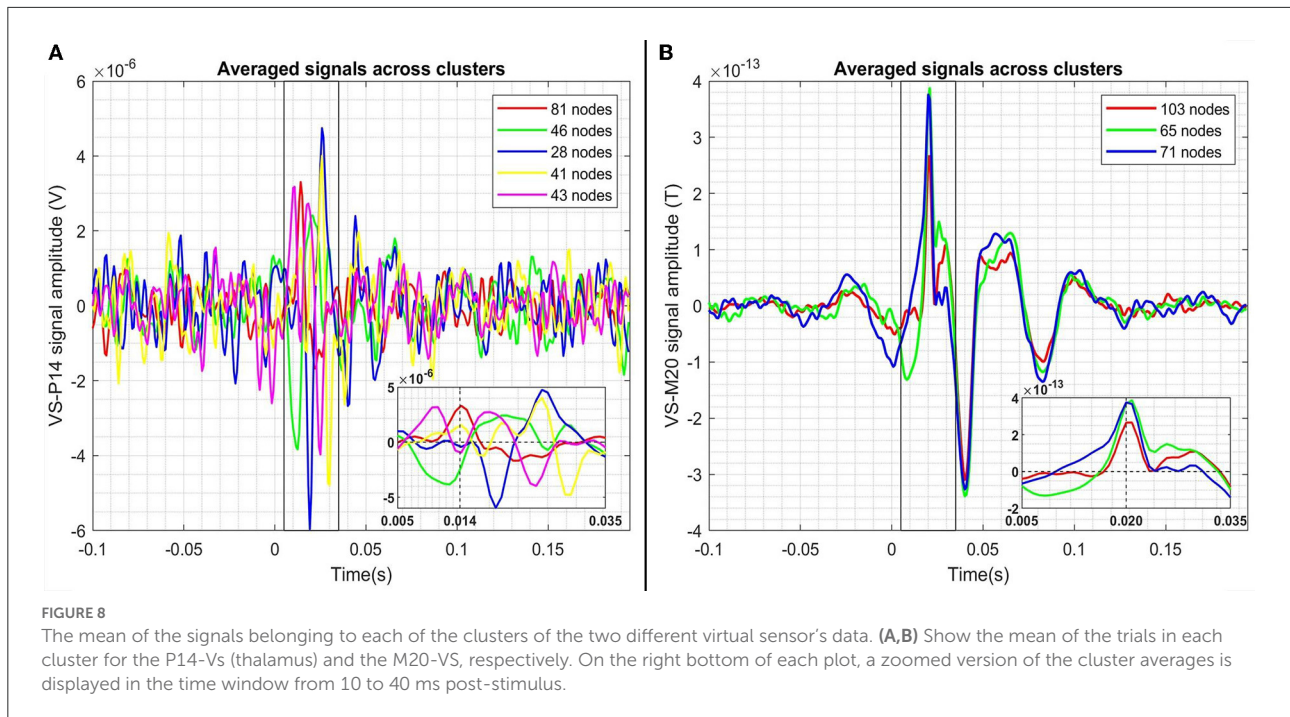 A
×10⁻⁶
Averaged signals across clusters
81 nodes
46 nodes
28 nodes
41 nodes
43 nodes
VS-P14 signal amplitude (V)
6
4
2
0
-2
-4
-6
-0.1 -0.05 0 0.05 0.1 0.15
Time(s)
×10⁻⁶
5
0
-5
0.005 0.014 0.035
B
×10⁻¹³
Averaged signals across clusters
103 nodes
65 nodes
71 nodes
VS-M20 signal amplitude (T)
4
3
2
1
0
-1
-2
-3
-4
-0.1 -0.05 0 0.05 0.1 0.15
Time(s)
×10⁻¹³
4
2
0
-2
0.005 0.020 0.035
FIGURE 8
The mean of the signals belonging to each of the clusters of the two different virtual sensor's data. (A,B) Show the mean of the trials in each
cluster for the P14-Vs (thalamus) and the M20-VS, respectively. On the right bottom of each plot, a zoomed version of the cluster averages is
displayed in the time window from 10 to 40 ms post-stimulus.